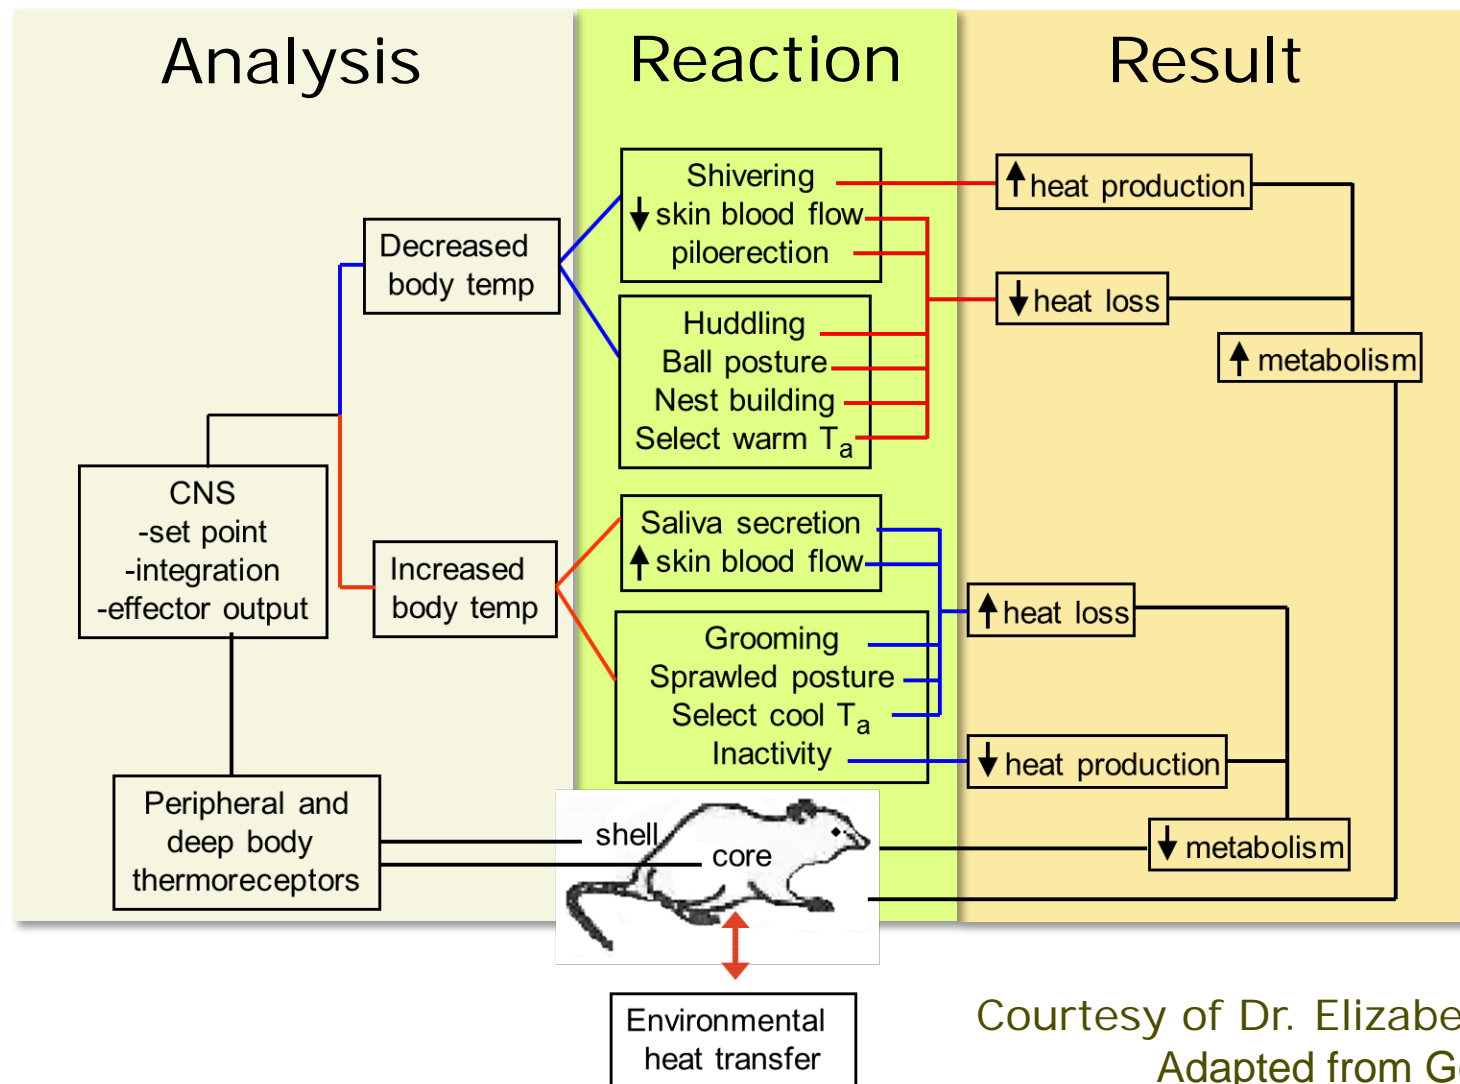 Analysis
Reaction
Result
Shivering
↓ skin blood flow
piloerection
↑ heat production
Decreased
body temp
↓ heat loss
Huddling
Ball posture
Nest building
Select warm Ta
↑ metabolism
CNS
-set point
-integration
-effector output
Increased
body temp
Saliva secretion
↑ skin blood flow
↑ heat loss
Grooming
Sprawled posture
Select cool Ta
Inactivity
↓ heat production
Peripheral and
deep body
thermoreceptors
shell
core
↓ metabolism
Environmental
heat transfer
Courtesy of Dr.
Adapted from